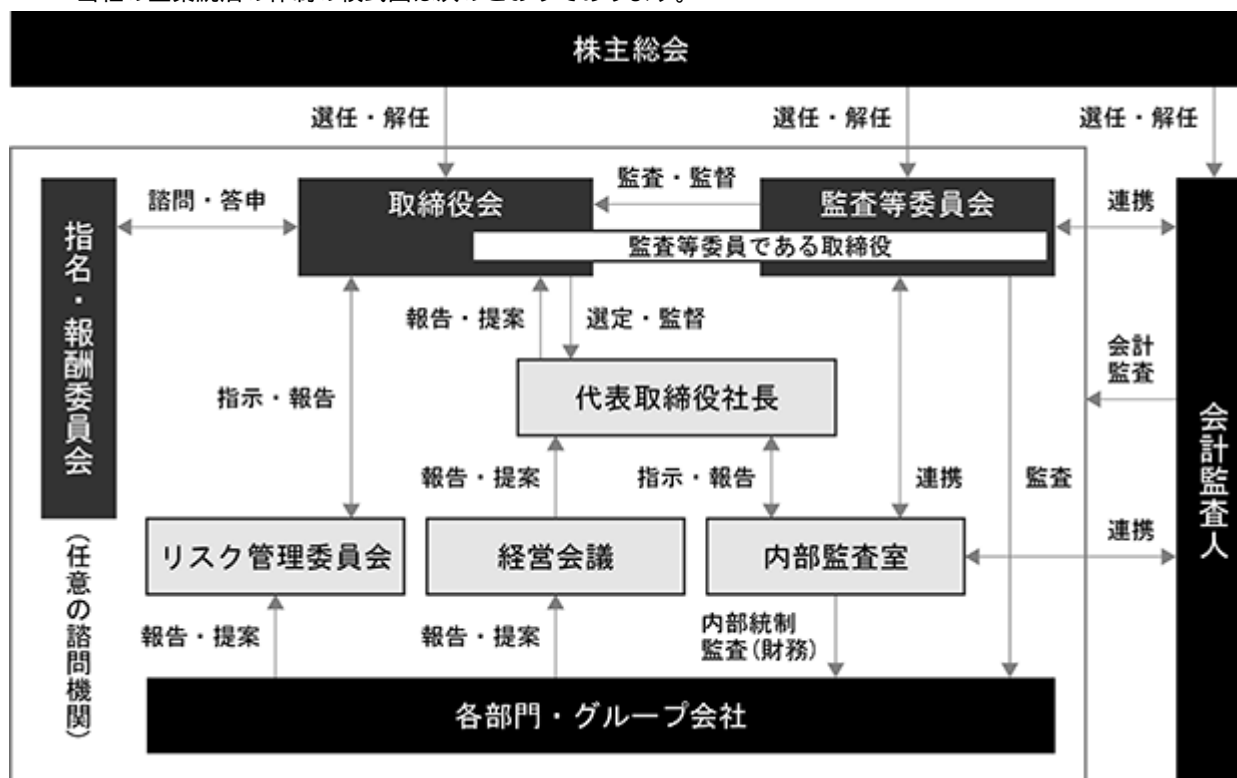 株主総会
選任・解任
選任・解任
選任・解任
諮問・答申
取締役会
監査・監督
監査等委員会
連携
監査等委員である取締役
指名・報酬委員会
(任意の諮問機関)
報告・提案
選定・監督
会計
監査
指示・報告
代表取締役社長
会計監査人
報告・提案
指示・報告
連携
監査
リスク管理委員会
経営会議
内部監査室
連携
報告・提案
報告・提案
内部統制
監査(財務)
各部門・グループ会社